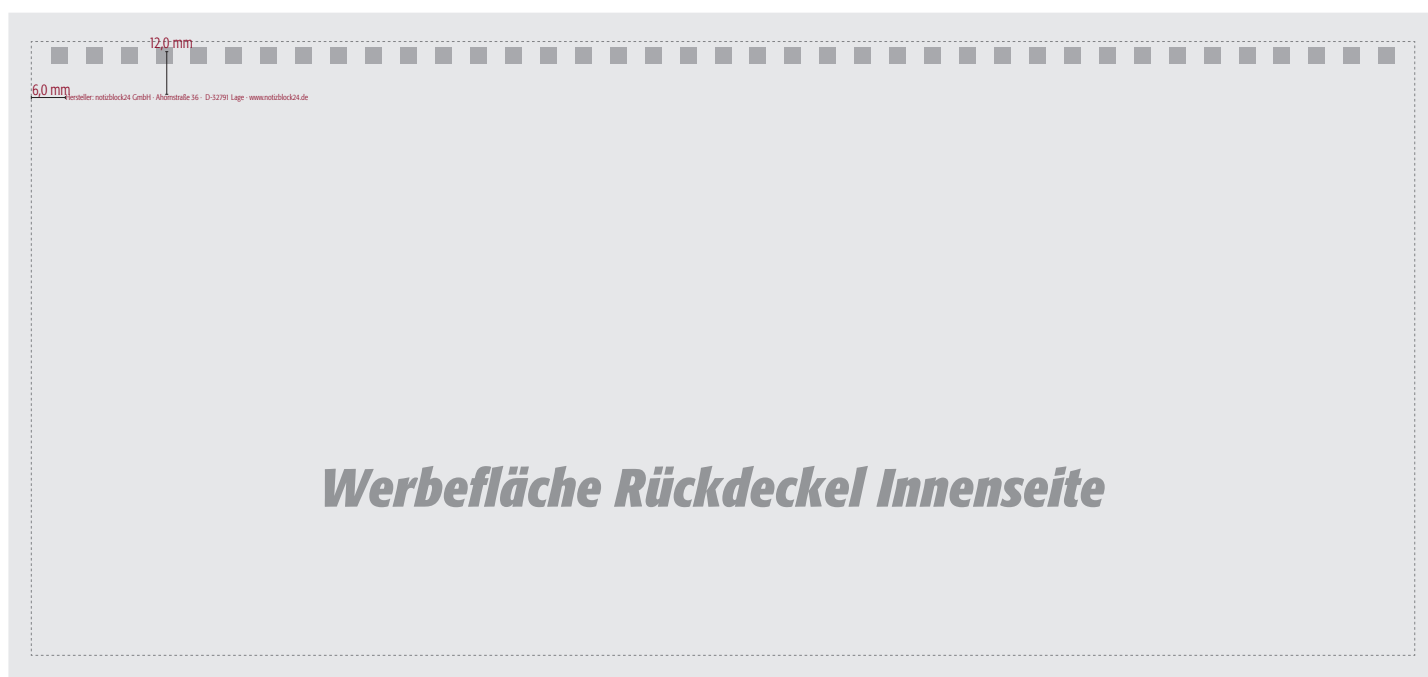 12,0 mm
6,0 mm
Hersteller: notizblock24 GmbH · Ahornstraße 36 · D-32791 Lage · www.notizblock24.de
Werbefläche Rückdeckel Innenseite